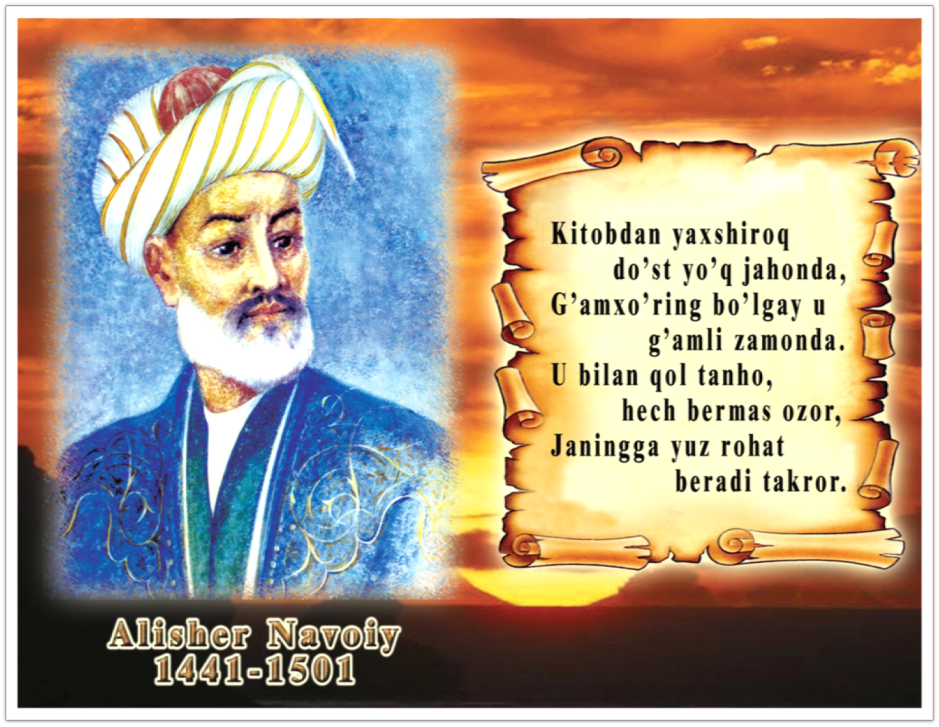 Kitobdan yaxshiroq
do’st yo’q jahonda,
G’amxo’ring bo’lgay u
g’amli zamonda.
U bilan qol tanho,
hech bermas ozor,
Janingga yuz rohat
beradi takror.
Alisher Navoiy
1441-1501